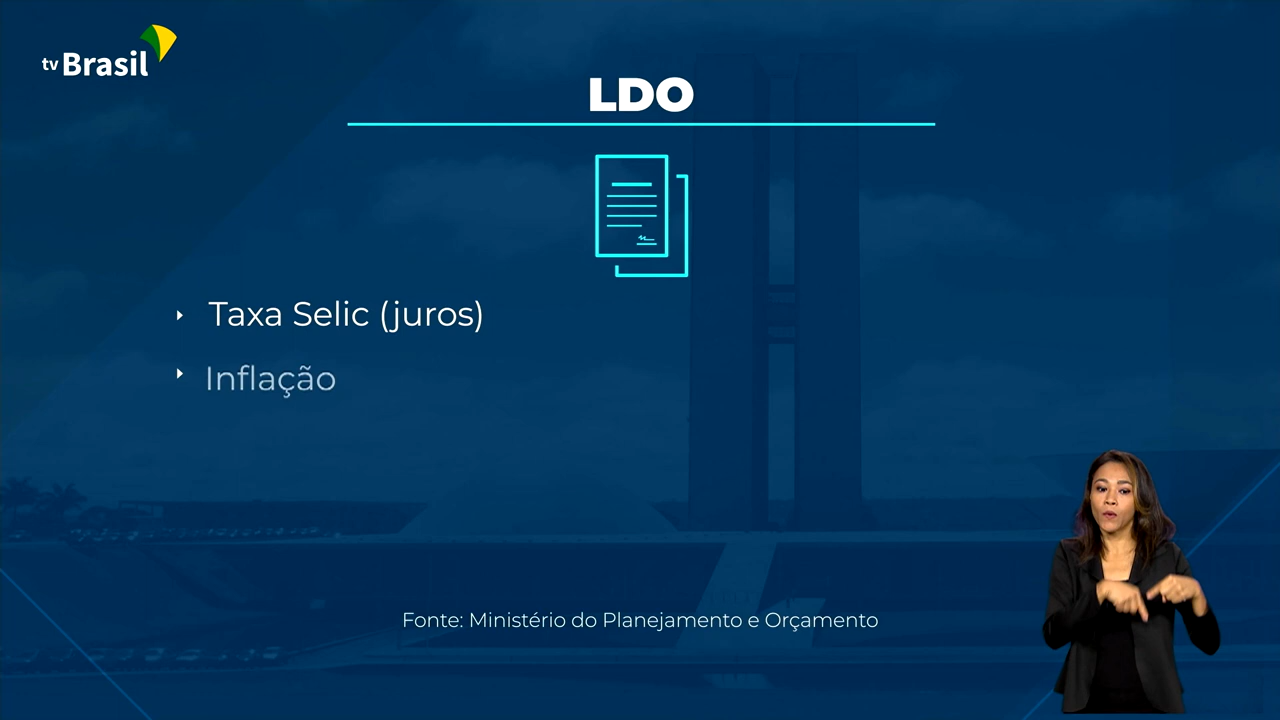 tv Brasil
LDO
Taxa Selic (juros)
Inflação
Fonte: Ministério do Planejamento e Orçamento